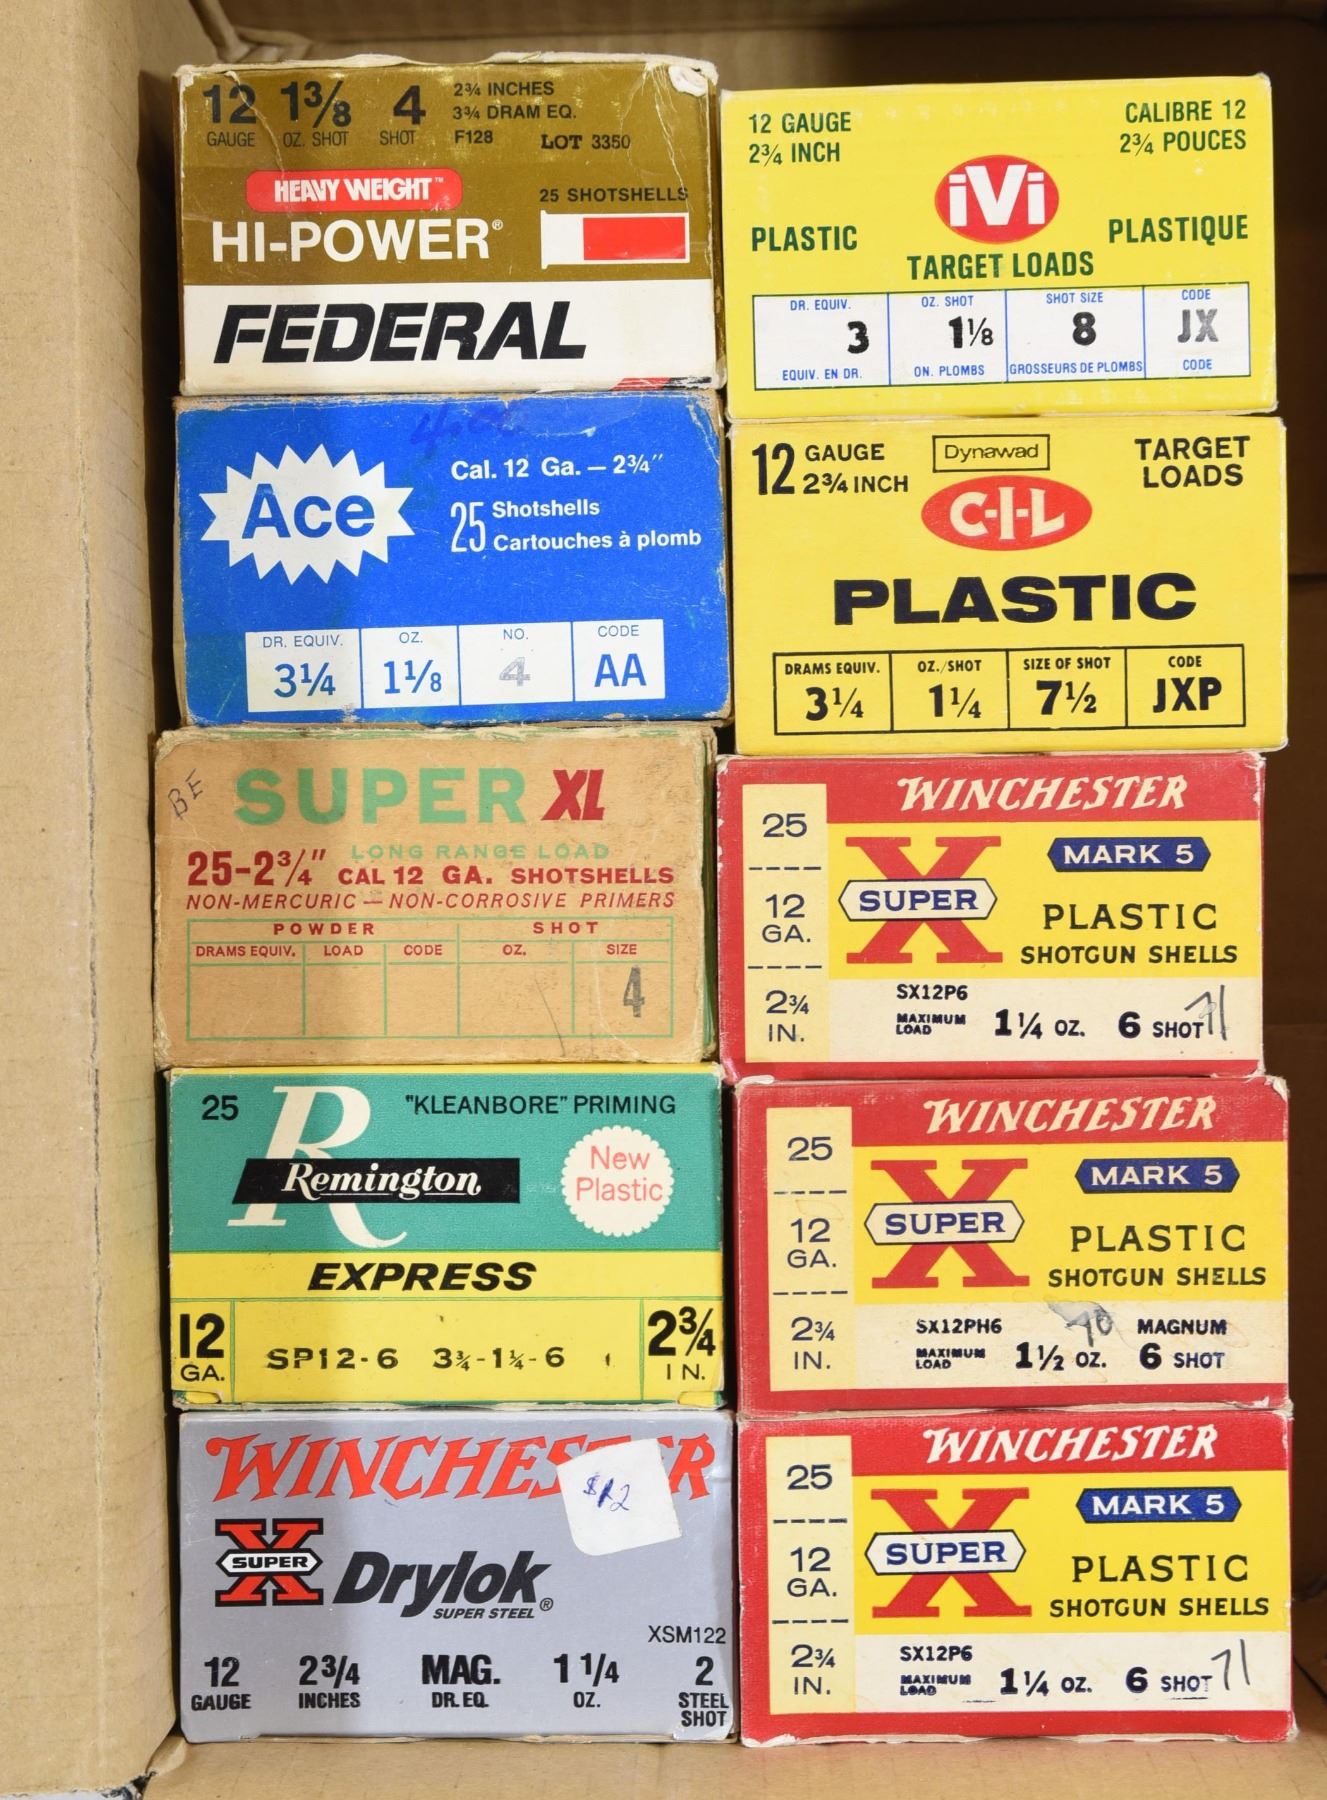 12 1⅜ 4
GAUGE OZ. SHOT SHOT
2¾ INCHES
3¾ DRAM EQ.
F128 LOT 3350
HEAVY WEIGHT™
25 SHOTSHELLS
HI-POWER®
FEDERAL
4.00
Ace
Cal. 12 Ga. — 2¾"
25 Shotshells
Cartouches à plomb
DR. EQUIV. OZ. NO. CODE
3¼ 1⅛ 4 AA
BE
SUPER XL
LONG RANGE LOAD
25-2¾" CAL 12 GA. SHOTSHELLS
NON-MERCURIC — NON-CORROSIVE PRIMERS
POWDER SHOT
DRAMS EQUIV. LOAD CODE OZ. SIZE
4
25 R "KLEANBORE" PRIMING
Remington
New
Plastic
EXPRESS
12
GA.
SP12-6 3¾-1¼-6
2¾
IN.
WINCHESTER
$12
SUPER X
Drylok
SUPER STEEL®
XSM122
12 2 3/4 MAG. 1 1/4 2
GAUGE INCHES DR. EQ. OZ. STEEL
SHOT
12 GAUGE
2¾ INCH
CALIBRE 12
2¾ POUCES
iVi
PLASTIC PLASTIQUE
TARGET LOADS
DR. EQUIV. OZ. SHOT SHOT SIZE CODE
3 1⅛ 8 JX
EQUIV. EN DR. ON. PLOMBS GROSSEURS DE PLOMBS CODE
12 GAUGE
2¾ INCH
Dynawad
C-I-L
TARGET
LOADS
PLASTIC
DRAMS EQUIV. OZ./SHOT SIZE OF SHOT CODE
3¼ 1¼ 7½ JXP
WINCHESTER
25
12
GA.
2¾
IN.
SUPER X
MARK 5
PLASTIC
SHOTGUN SHELLS
SX12P6
MAXIMUM
LOAD
1¼ OZ. 6 SHOT
71
WINCHESTER
25
12
GA.
2¾
IN.
SUPER X
MARK 5
PLASTIC
SHOTGUN SHELLS
SX12PH6 70 MAGNUM
MAXIMUM
LOAD
1½ OZ. 6 SHOT
WINCHESTER
25
12
GA.
2¾
IN.
SUPER X
MARK 5
PLASTIC
SHOTGUN SHELLS
SX12P6
MAXIMUM
LOAD
1¼ OZ. 6 SHOT
71